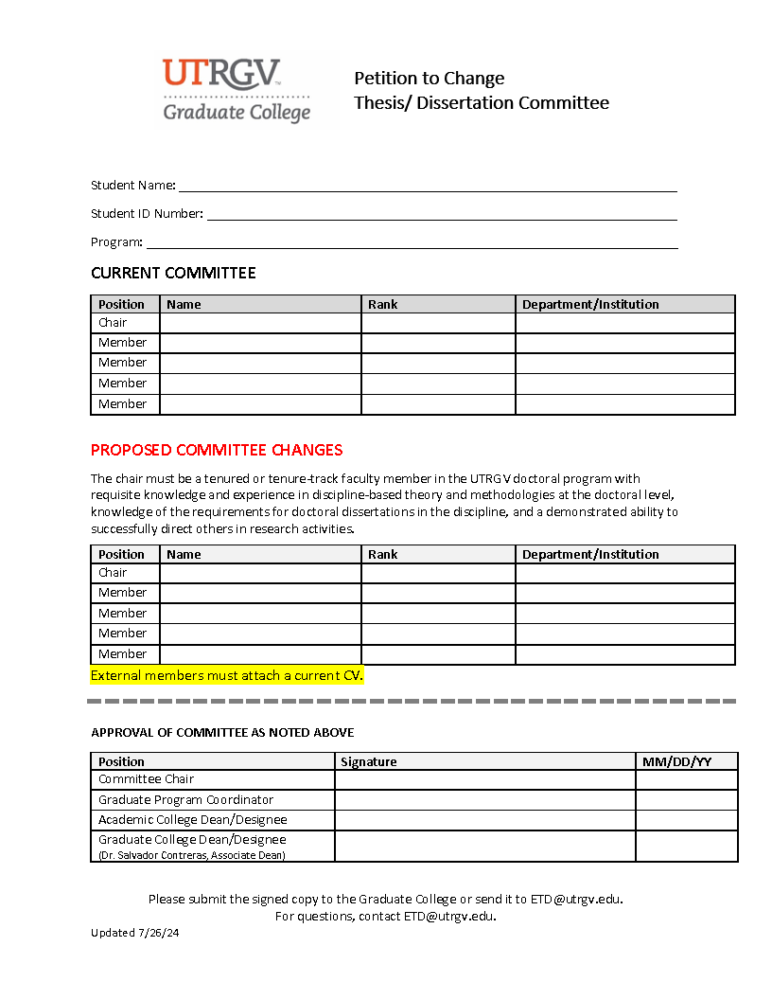 UTRGV™
Graduate College
Petition to Change
Thesis/ Dissertation Committee
Student Name:
Student ID Number:
Program:
CURRENT COMMITTEE
Position Name Rank Department/Institution
Chair
Member
Member
Member
Member
PROPOSED COMMITTEE CHANGES
The chair must be a tenured or tenure-track faculty member in the UTRGV doctoral program with
requisite knowledge and experience in discipline-based theory and methodologies at the doctoral level,
knowledge of the requirements for doctoral dissertations in the discipline, and a demonstrated ability to
successfully direct others in research activities.
Position Name Rank Department/Institution
Chair
Member
Member
Member
Member
External members must attach a current CV.
APPROVAL OF COMMITTEE AS NOTED ABOVE
Position Signature MM/DD/YY
Committee Chair
Graduate Program Coordinator
Academic College Dean/Designee
Graduate College Dean/Designee
(Dr. Salvador Contreras, Associate Dean)
Please submit the signed copy to the Graduate College or send it to ETD@utrgv.edu.
For questions, contact ETD@utrgv.edu.
Updated 7/26/24